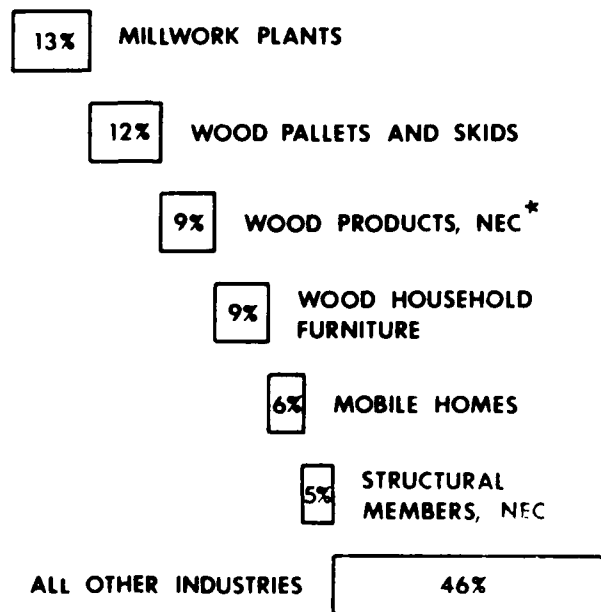 13% MILLWORK PLANTS
12% WOOD PALLETS AND SKIDS
9% WOOD PRODUCTS, NEC*
9% WOOD HOUSEHOLD
FURNITURE
6% MOBILE HOMES
5% STRUCTURAL
MEMBERS, NEC
ALL OTHER INDUSTRIES 46%